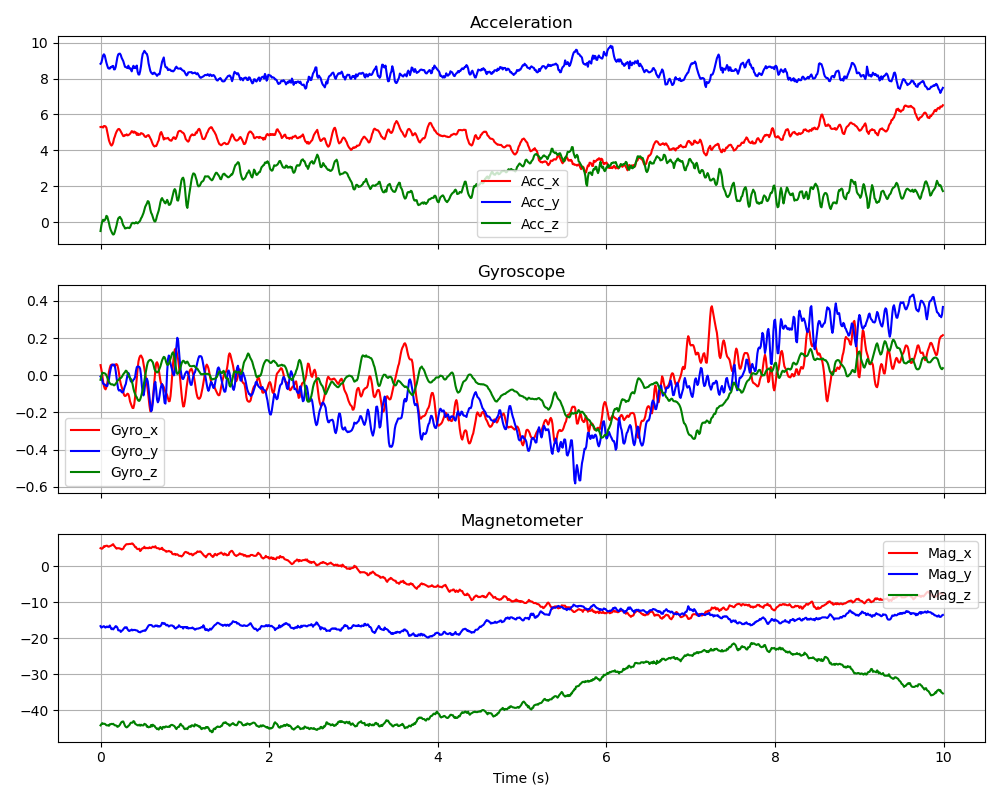 Acceleration
10
8
6
4
2
0
Acc_x
Acc_y
Acc_z
Gyroscope
0.4
0.2
0.0
−0.2
−0.4
−0.6
Gyro_x
Gyro_y
Gyro_z
Magnetometer
0
−10
−20
−30
−40
Mag_x
Mag_y
Mag_z
0 2 4 6 8 10
Time (s)